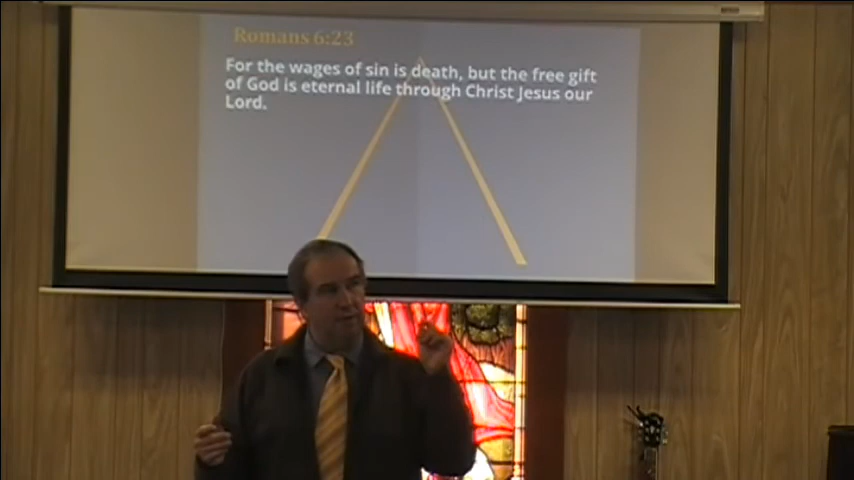 Romans 6:23
For the wages of sin is death, but the free gift
of God is eternal life through Christ Jesus our
Lord.